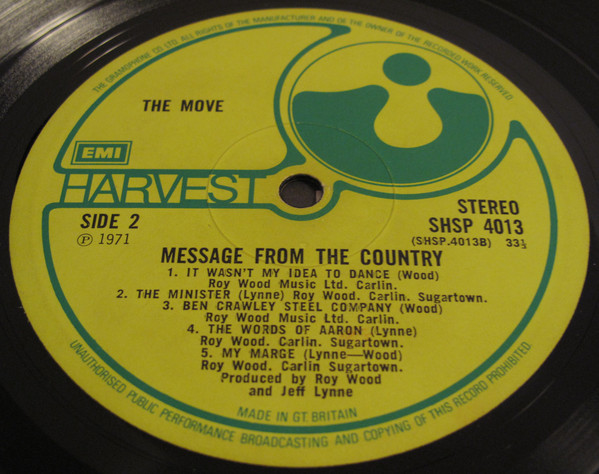 THE GRAMOPHONE CO LTD. ALL RIGHTS OF THE MANUFACTURER AND OF THE OWNER OF THE RECORDED WORK RESERVED
THE MOVE
EMI
HARVEST
SIDE 2
℗ 1971
STEREO
SHSP 4013
(SHSP.4013B) 33⅓
MESSAGE FROM THE COUNTRY
1. IT WASN'T MY IDEA TO DANCE (Wood)
Roy Wood Music Ltd. Carlin.
2. THE MINISTER (Lynne) Roy Wood. Carlin. Sugartown.
3. BEN CRAWLEY STEEL COMPANY (Wood)
Roy Wood Music Ltd. Carlin.
4. THE WORDS OF AARON (Lynne)
Roy Wood. Carlin. Sugartown.
5. MY MARGE (Lynne—Wood)
Roy Wood. Carlin Sugartown.
Produced by Roy Wood
and Jeff Lynne
MADE IN GT. BRITAIN
UNAUTHORISED PUBLIC PERFORMANCE BROADCASTING AND COPYING OF THIS RECORD PROHIBITED.